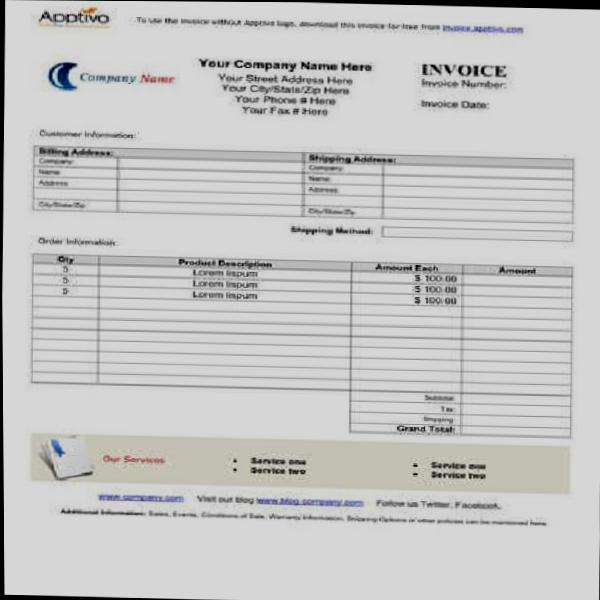 Apptivo
To use the invoice without Apptivo logo, download this invoice for free from invoice.apptivo.com
Company Name
Your Company Name Here
Your Street Address Here
Your City/State/Zip Here
Your Phone # Here
Your Fax # Here
INVOICE
Invoice Number:
Invoice Date:
Customer Information:
Billing Address: Shipping Address:
Company: Company:
Name: Name:
Address Address:
City/State/Zip City/State/Zip
Shipping Method:
Order Information:
Qty Product Description Amount Each Amount
5 Lorem Iispum $ 100.00
5 Lorem Iispum $ 100.00
5 Lorem Iispum $ 100.00
Subtotal:
Tax:
Shipping:
Grand Total:
Our Services
• Service one • Service one
• Service two • Service two
www.company.com Visit our blog www.blog.company.com Follow us Twitter, Facebook.
Additional Information: Sales, Events, Conditions of Sale, Warranty Information, Shipping Options or other policies can be mentioned here.